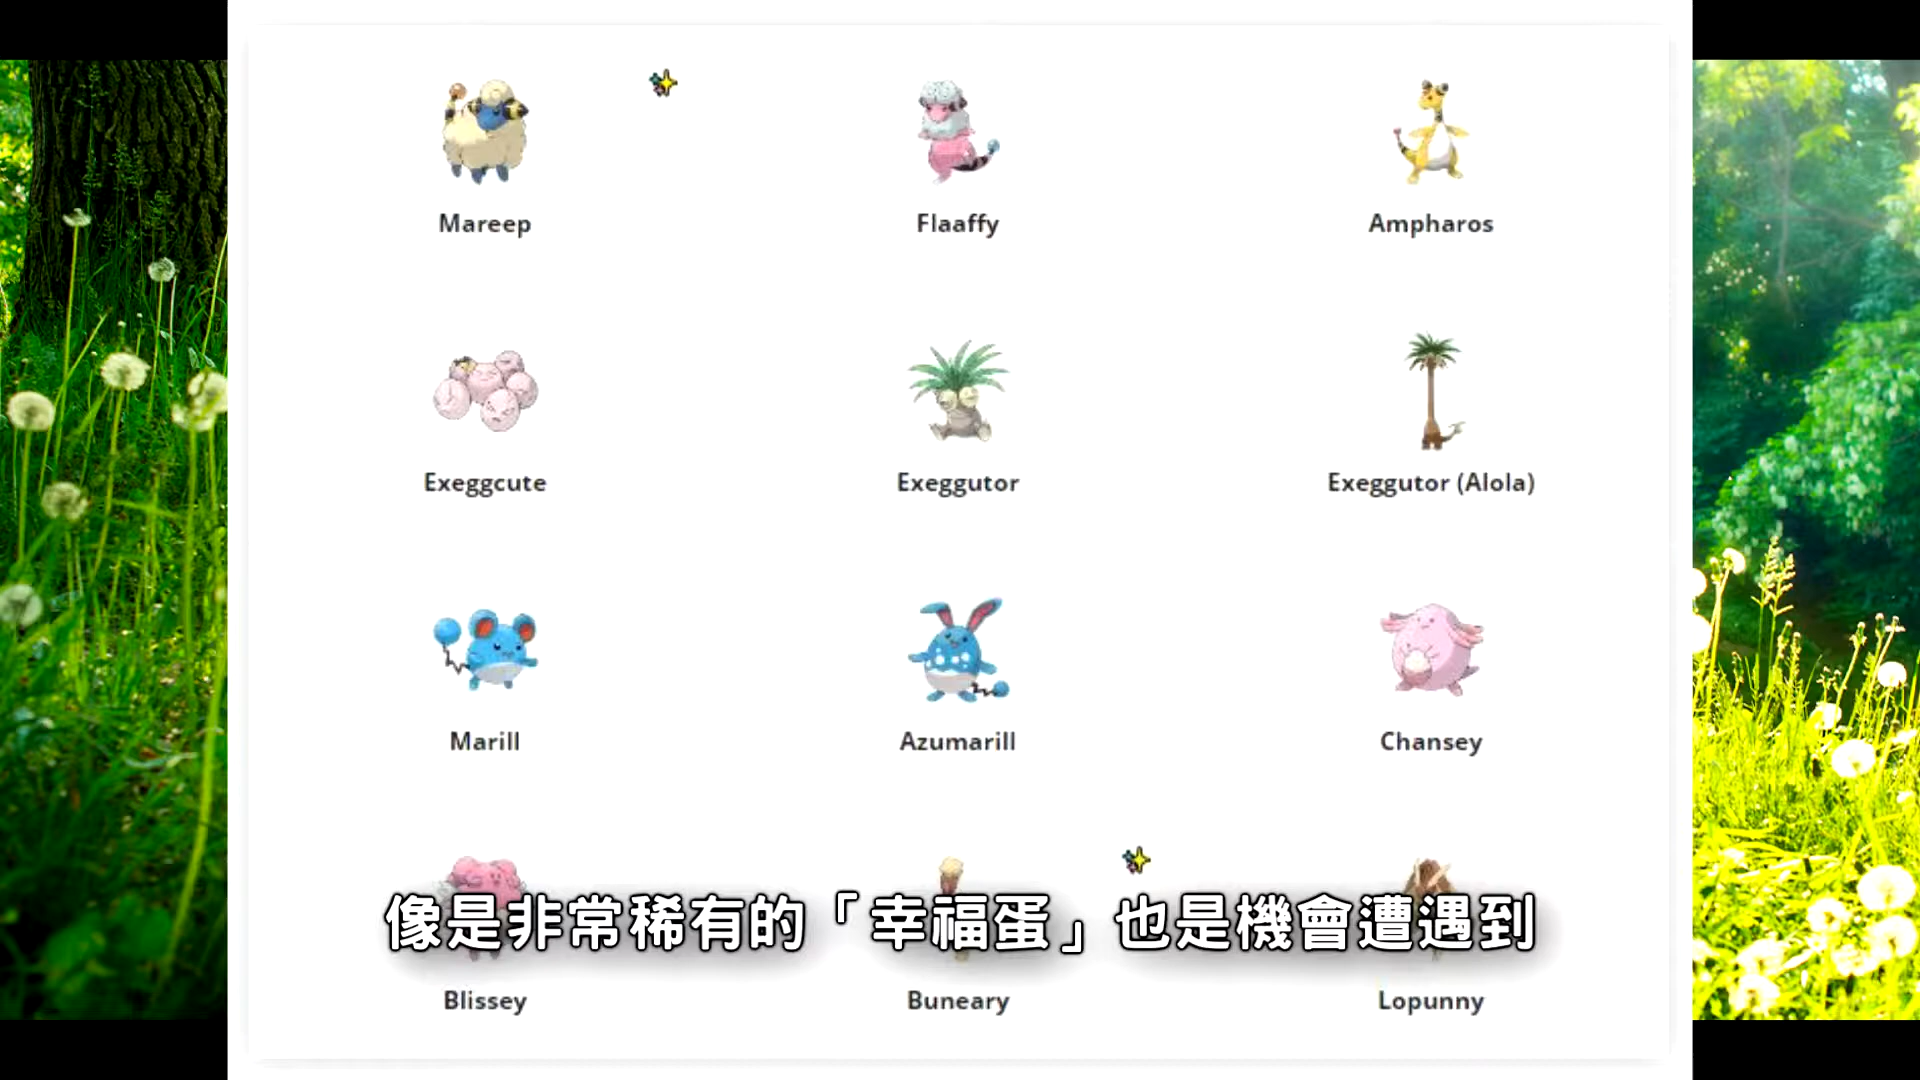 Mareep
Flaaffy
Ampharos
Exeggcute
Exeggutor
Exeggutor (Alola)
Marill
Azumarill
Chansey
像是非常稀有的「幸福蛋」也是機會遭遇到
Blissey
Buneary
Lopunny